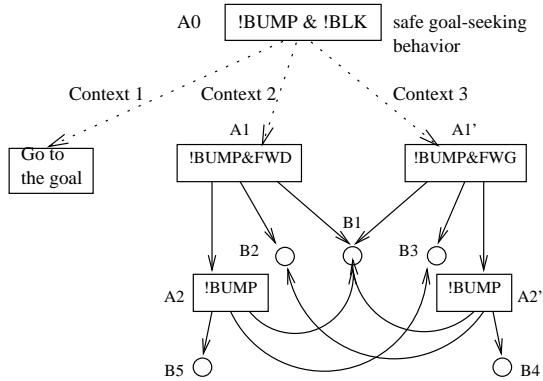 A0
!BUMP & !BLK
safe goal-seeking
behavior
Context 1
Context 2
Context 3
A1
A1'
Go to
the goal
!BUMP&FWD
!BUMP&FWG
B1
B2
B3
A2
!BUMP
!BUMP
A2'
B5
B4